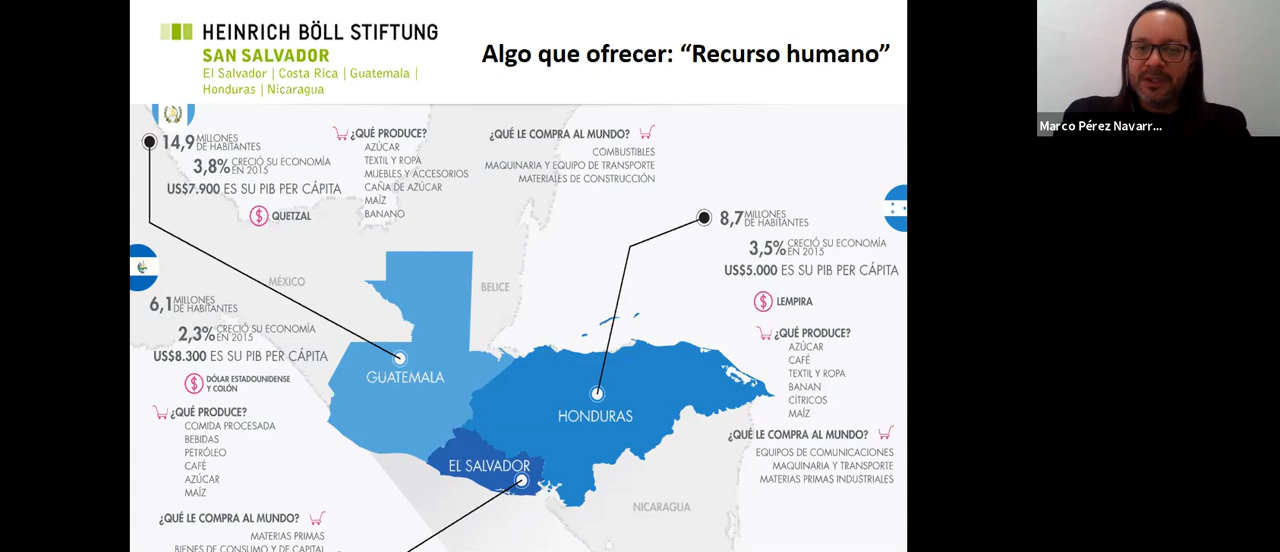 HEINRICH BÖLL STIFTUNG
SAN SALVADOR
El Salvador | Costa Rica | Guatemala |
Honduras | Nicaragua
Algo que ofrecer: “Recurso humano”
Marco Pérez Navarr...
14,9 MILLONES
DE HABITANTES
3,8% CRECIÓ SU ECONOMÍA
EN 2015
US$7.900 ES SU PIB PER CÁPITA
$ QUETZAL
¿QUÉ PRODUCE?
AZÚCAR
TEXTIL Y ROPA
MUEBLES Y ACCESORIOS
CAÑA DE AZÚCAR
MAÍZ
BANANO
¿QUÉ LE COMPRA AL MUNDO?
COMBUSTIBLES
MAQUINARIA Y EQUIPO DE TRANSPORTE
MATERIALES DE CONSTRUCCIÓN
8,7 MILLONES
DE HABITANTES
3,5% CRECIÓ SU ECONOMÍA
EN 2015
US$5.000 ES SU PIB PER CÁPITA
$ LEMPIRA
¿QUÉ PRODUCE?
AZÚCAR
CAFÉ
TEXTIL Y ROPA
BANAN
CÍTRICOS
MAÍZ
¿QUÉ LE COMPRA AL MUNDO?
EQUIPOS DE COMUNICACIONES
MAQUINARIA Y TRANSPORTE
MATERIAS PRIMAS INDUSTRIALES
6,1 MILLONES
DE HABITANTES
2,3% CRECIÓ SU ECONOMÍA
EN 2015
US$8.300 ES SU PIB PER CÁPITA
$ DÓLAR ESTADOUNIDENSE
Y COLÓN
¿QUÉ PRODUCE?
COMIDA PROCESADA
BEBIDAS
PETRÓLEO
CAFÉ
AZÚCAR
MAÍZ
¿QUÉ LE COMPRA AL MUNDO?
MATERIAS PRIMAS
BIENES DE CONSUMO Y DE CAPITAL
MÉXICO
BELICE
GUATEMALA
HONDURAS
EL SALVADOR
NICARAGUA